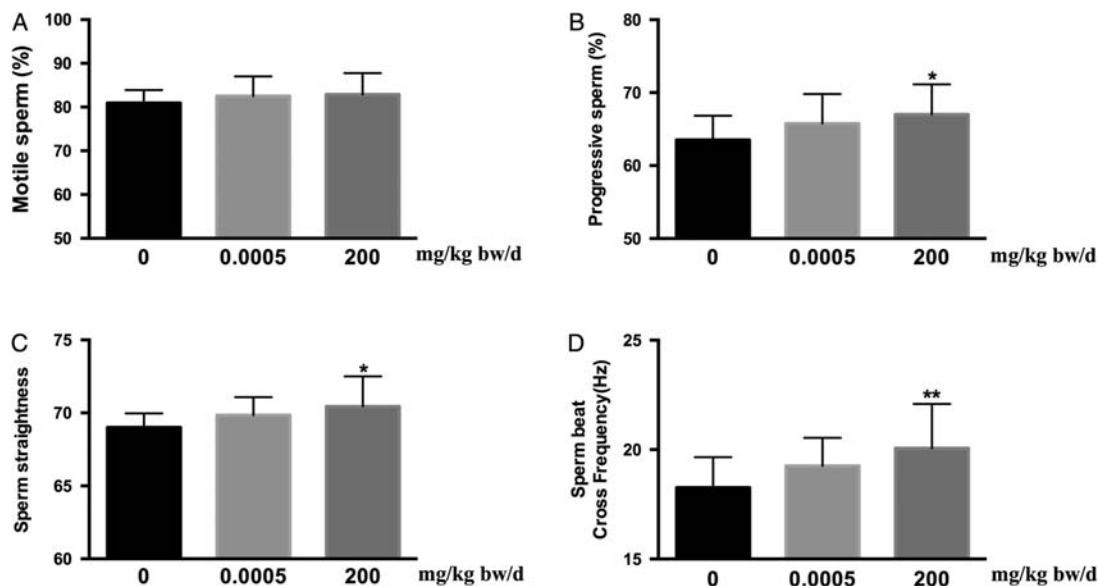 A
Motile sperm (%)
100
90
80
70
60
50
0 0.0005 200 mg/kg bw/d
B
Progressive sperm (%)
80
70
60
50
*
0 0.0005 200 mg/kg bw/d
C
Sperm straightness
75
70
65
60
*
0 0.0005 200 mg/kg bw/d
D
Sperm beat
Cross Frequency(Hz)
25
20
15
**
0 0.0005 200 mg/kg bw/d